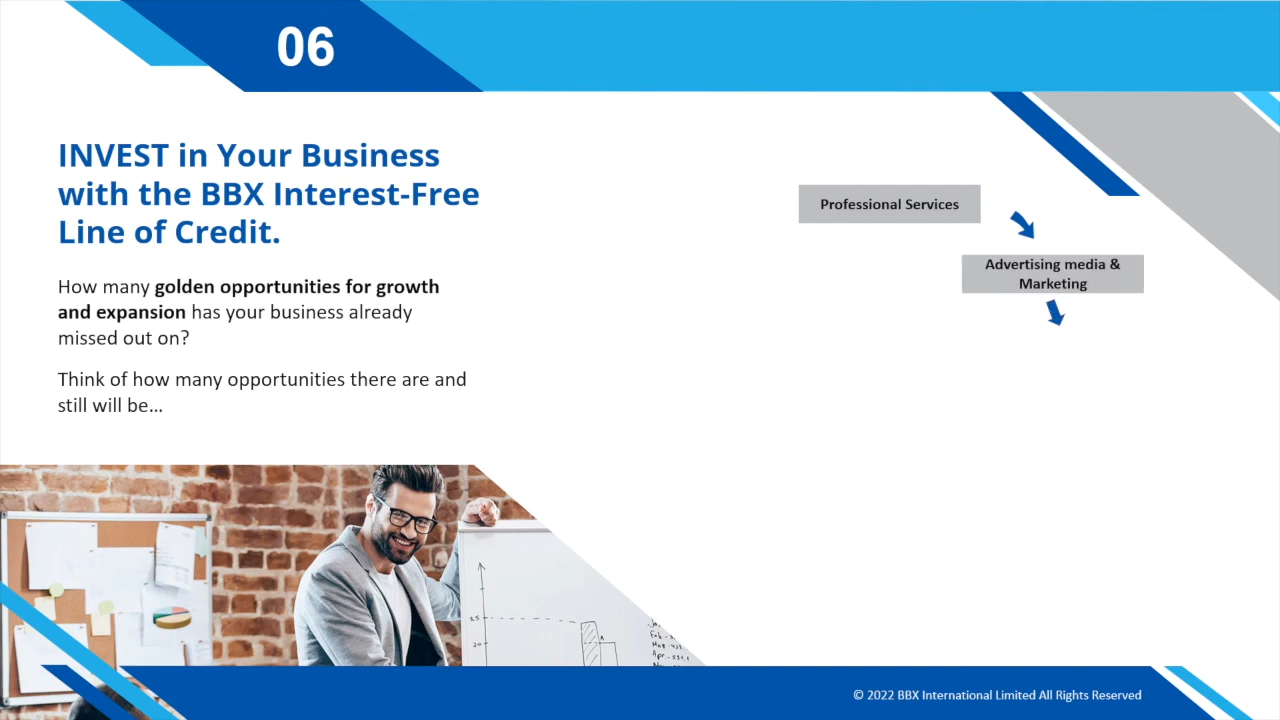 06
INVEST in Your Business
with the BBX Interest-Free
Line of Credit.
How many golden opportunities for growth
and expansion has your business already
missed out on?
Think of how many opportunities there are and
still will be...
Professional Services
Advertising media &
Marketing
25
20
© 2022 BBX International Limited All Rights Reserved